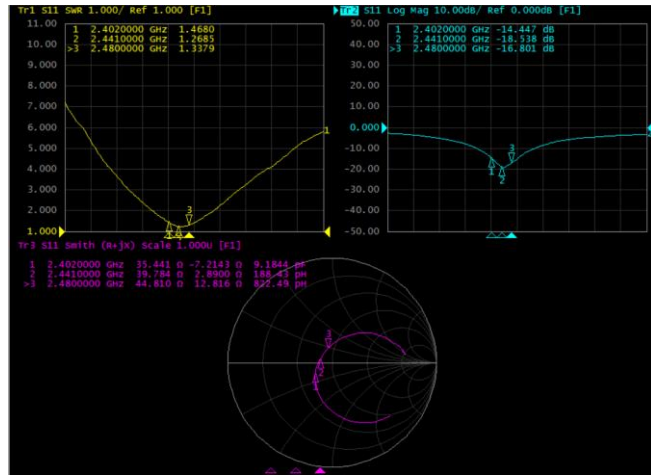 Tr1 S11 SWR 1.000/ Ref 1.000 [F1]
11.00
10.00
9.000
8.000
7.000
6.000
5.000
4.000
3.000
2.000
1.000
1 2.4020000 GHz 1.4680
2 2.4410000 GHz 1.2685
>3 2.4800000 GHz 1.3379
1
3
Tr2 S11 Log Mag 10.00dB/ Ref 0.000dB [F1]
50.00
40.00
30.00
20.00
10.00
0.000
-10.00
-20.00
-30.00
-40.00
-50.00
1 2.4020000 GHz -14.447 dB
2 2.4410000 GHz -18.538 dB
>3 2.4800000 GHz -16.801 dB
3
1
2
Tr3 S11 Smith (R+jX) Scale 1.000U [F1]
1 2.4020000 GHz 35.441 Ω -7.2143 Ω 9.1844 pF
2 2.4410000 GHz 39.784 Ω 2.8900 Ω 188.43 pH
>3 2.4800000 GHz 44.810 Ω 12.816 Ω 822.49 pH
3